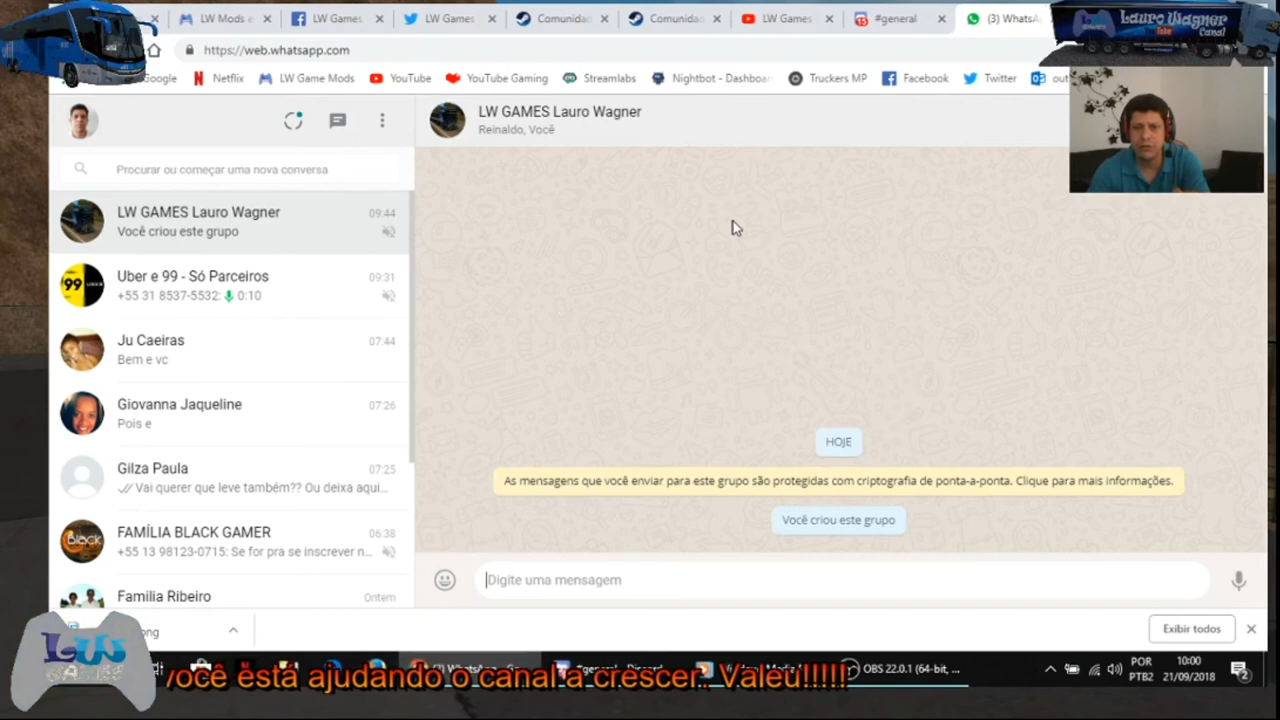 LW Mods e
LW Games
LW Games
Comunidad
Comunidad
LW Games
#general
(3) WhatsA
Lauro Wagner
Canal
https://web.whatsapp.com
Google
Netflix
LW Game Mods
YouTube
YouTube Gaming
Streamlabs
Nightbot - Dashboa
Truckers MP
Facebook
Twitter
out
LW GAMES Lauro Wagner
Reinaldo, Você
Procurar ou começar uma nova conversa
LW GAMES Lauro Wagner 09:44
Você criou este grupo
Uber e 99 - Só Parceiros 09:31
+55 31 8537-5532: 0:10
Ju Caeiras 07:44
Bem e vc
Giovanna Jaqueline 07:26
Pois e
Gilza Paula 07:25
Vai querer que leve também?? Ou deixa aqui...
FAMÍLIA BLACK GAMER 06:38
+55 13 98123-0715: Se for pra se inscrever n...
Familia Ribeiro Ontem
HOJE
As mensagens que você enviar para este grupo são protegidas com criptografia de ponta-a-ponta. Clique para mais informações.
Você criou este grupo
Digite uma mensagem
Exibir todos
LW
GAMES
você está ajudando o canal a crescer. Valeu!!!!!
OBS 22.0.1 (64-bit, ...
POR
PTB2
10:00
21/09/2018
2